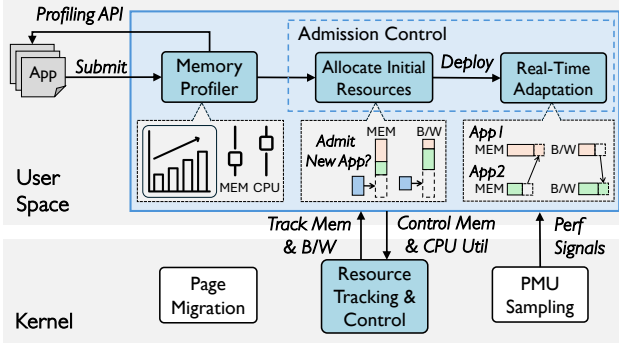 Profiling API
Admission Control
App
Submit
Memory
Profiler
Allocate Initial
Resources
Deploy
Real-Time
Adaptation
MEM CPU
Admit
New App?
MEM
B/W
App1
MEM
B/W
App2
MEM
B/W
User
Space
Track Mem
& B/W
Control Mem
& CPU Util
Perf
Signals
Kernel
Page
Migration
Resource
Tracking &
Control
PMU
Sampling